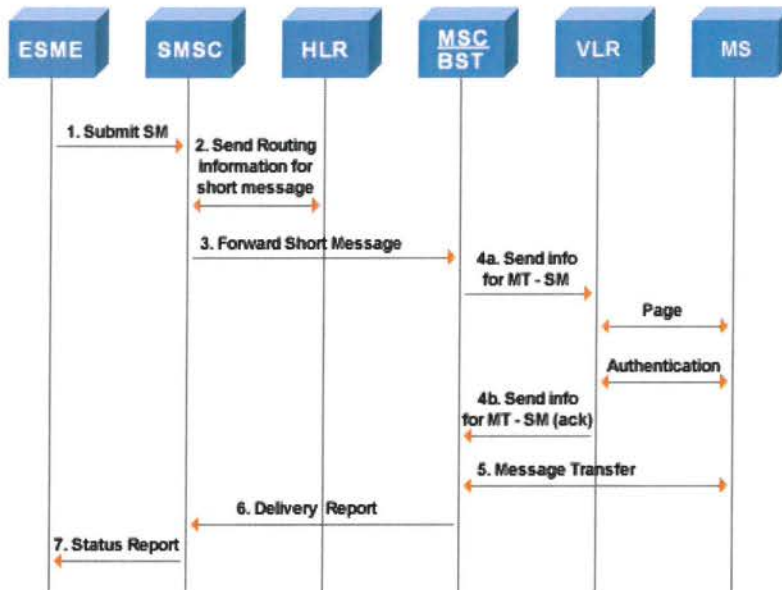 ESME
SMSC
HLR
MSC
BST
VLR
MS
1. Submit SM
2. Send Routing
information for
short message
3. Forward Short Message
4a. Send info
for MT - SM
Page
Authentication
4b. Send info
for MT - SM (ack)
5. Message Transfer
6. Delivery Report
7. Status Report